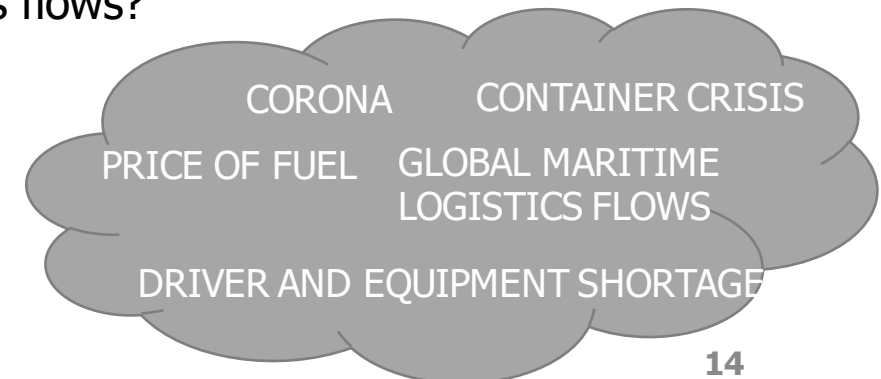 s flows?
CORONA CONTAINER CRISIS
PRICE OF FUEL GLOBAL MARITIME
LOGISTICS FLOWS
DRIVER AND EQUIPMENT SHORTAGE
14